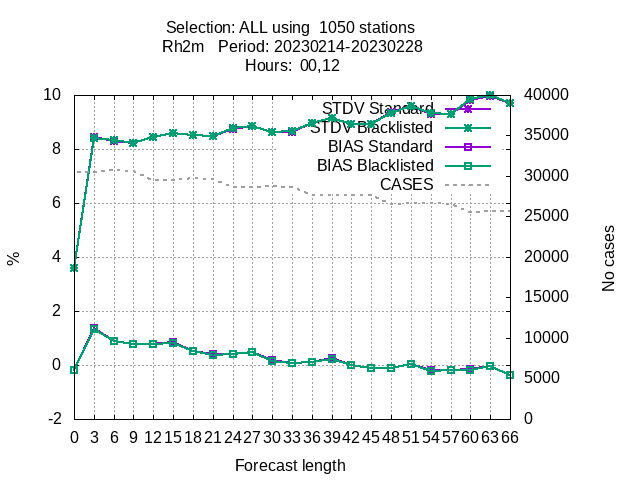 Selection: ALL using  1050 stations
Rh2m   Period: 20230214-20230228
Hours:  00,12
10
8
6
4
2
0
-2
%
40000
35000
30000
25000
20000
15000
10000
5000
0
No cases
STDV Standard
STDV Blacklisted
BIAS Standard
BIAS Blacklisted
CASES
0 3 6 9 12 15 18 21 24 27 30 33 36 39 42 45 48 51 54 57 60 63 66
Forecast length